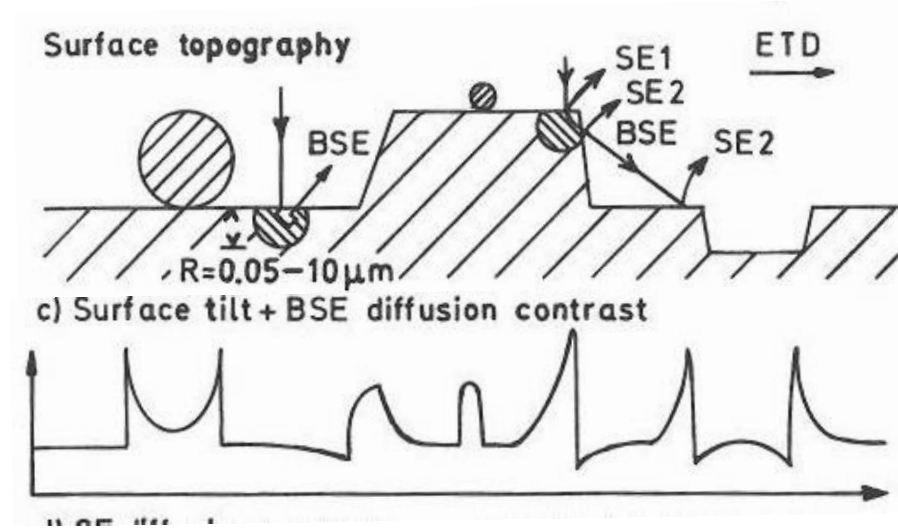 Surface topography
ETD
SE1
SE2
BSE
BSE
SE2
R=0.05-10μm
c) Surface tilt + BSE diffusion contrast